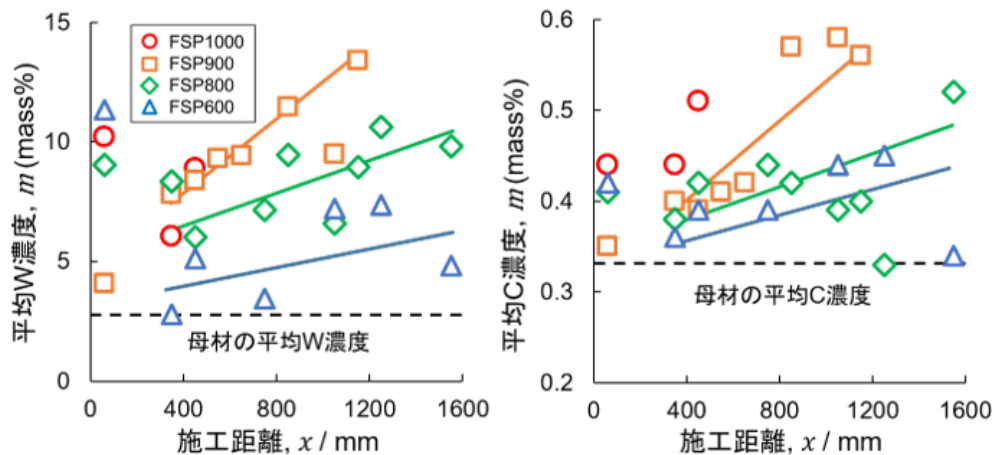 平均W濃度, m (mass%)
15
10
5
0
FSP1000
FSP900
FSP800
FSP600
母材の平均W濃度
0 400 800 1200 1600
施工距離, x / mm
平均C濃度, m (mass%)
0.6
0.5
0.4
0.3
0.2
母材の平均C濃度
0 400 800 1200 1600
施工距離, x / mm